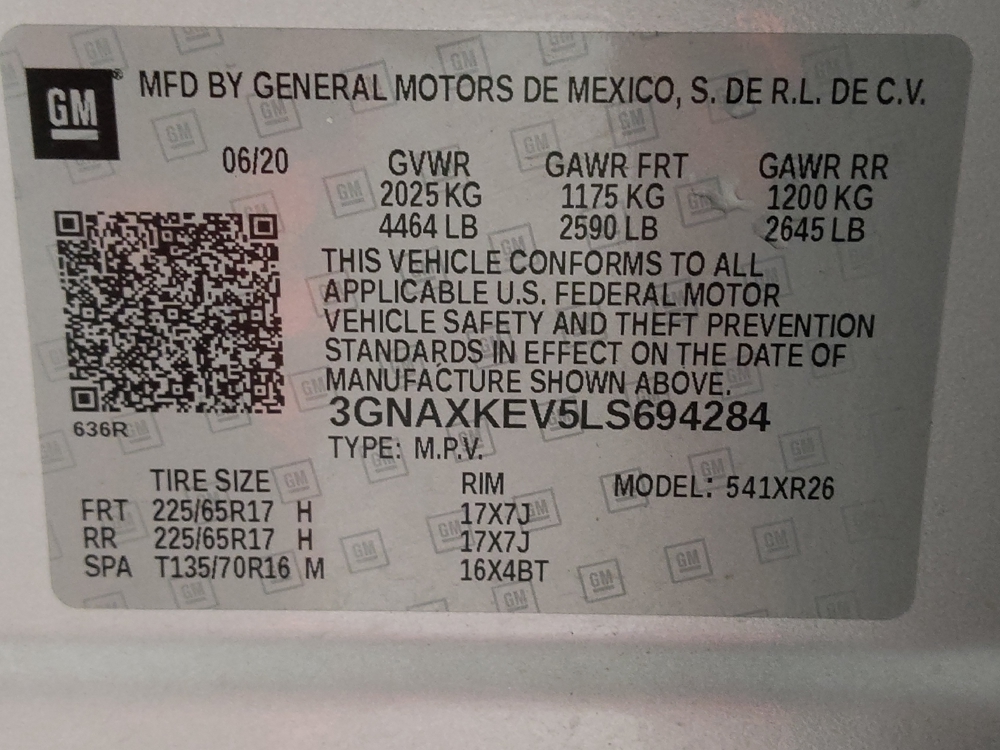 GM® MFD BY GENERAL MOTORS DE MEXICO, S. DE R.L. DE C.V.
06/20 GVWR GAWR FRT GAWR RR
2025 KG 1175 KG 1200 KG
4464 LB 2590 LB 2645 LB
THIS VEHICLE CONFORMS TO ALL
APPLICABLE U.S. FEDERAL MOTOR
VEHICLE SAFETY AND THEFT PREVENTION
STANDARDS IN EFFECT ON THE DATE OF
MANUFACTURE SHOWN ABOVE.
3GNAXKEV5LS694284
636R
TYPE: M.P.V.
TIRE SIZE RIM MODEL: 541XR26
FRT 225/65R17 H 17X7J
RR 225/65R17 H 17X7J
SPA T135/70R16 M 16X4BT